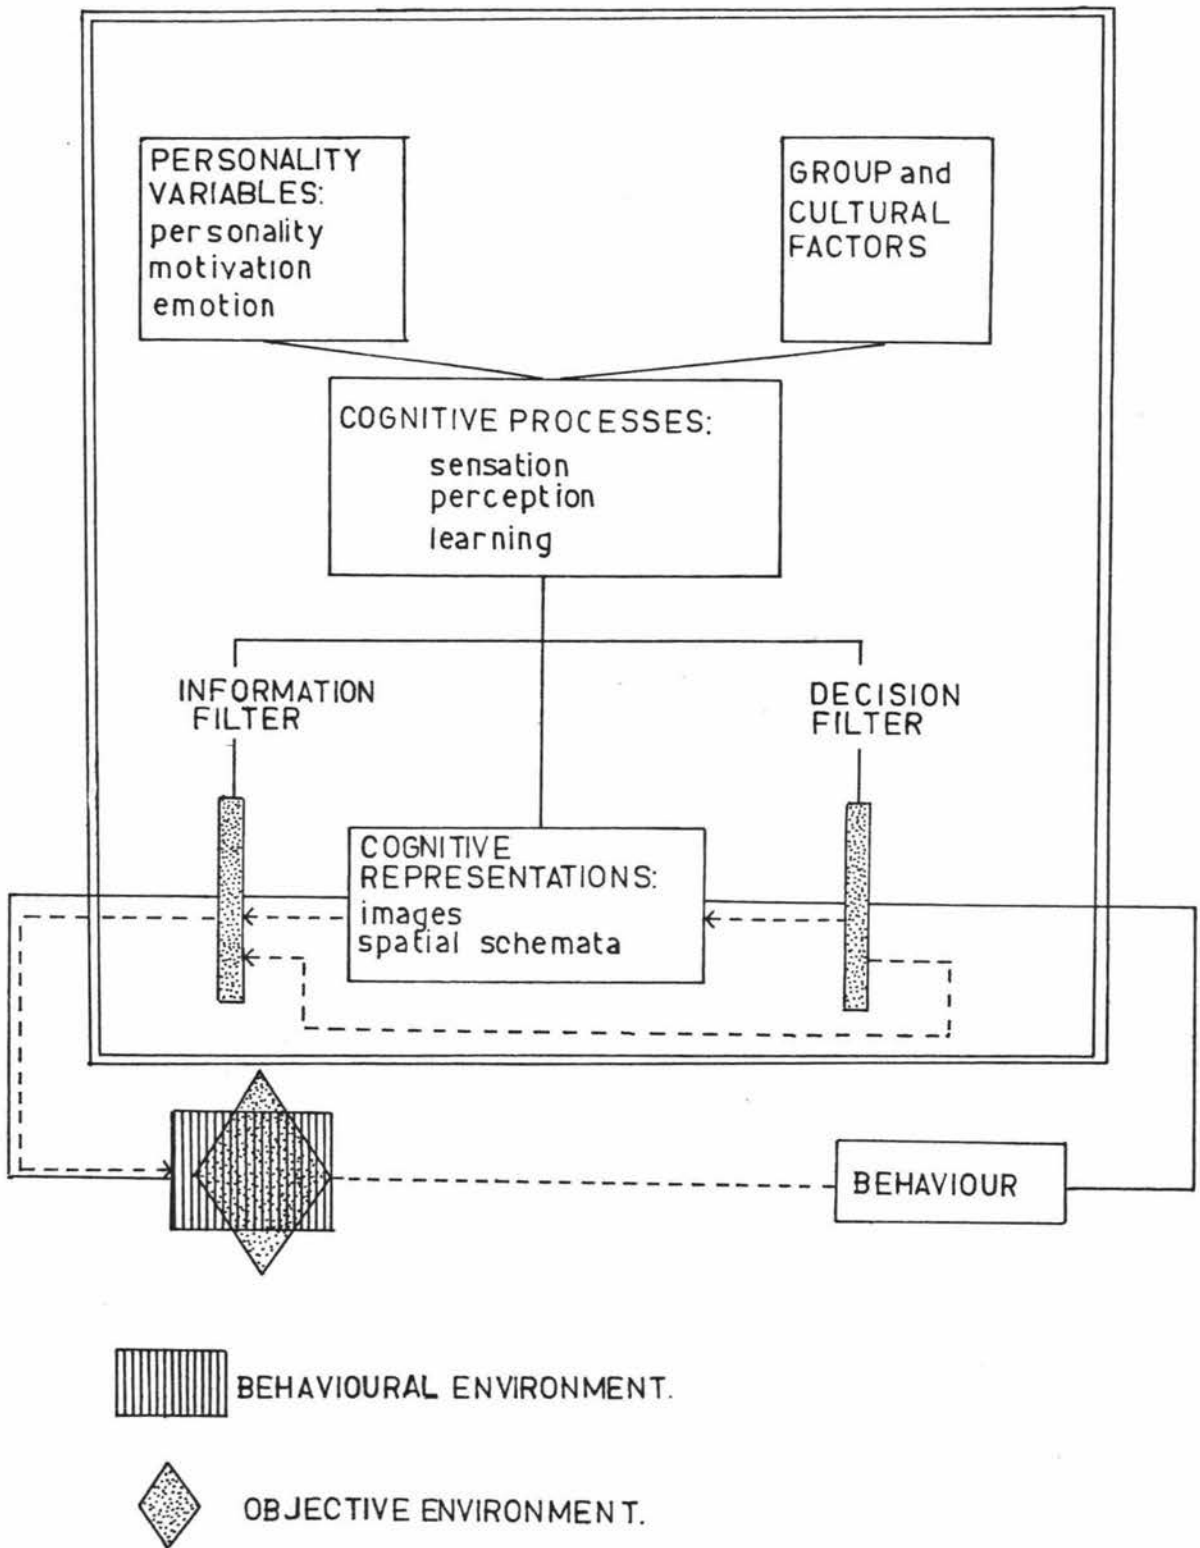 PERSONALITY
VARIABLES:
personality
motivation
emotion
GROUP and
CULTURAL
FACTORS
COGNITIVE PROCESSES:
sensation
perception
learning
INFORMATION
FILTER
DECISION
FILTER
COGNITIVE
REPRESENTATIONS:
images
spatial schemata
BEHAVIOUR
BEHAVIOURAL ENVIRONMENT.
OBJECTIVE ENVIRONMENT.